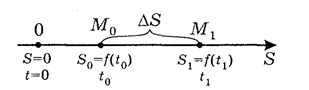 0 M₀ ΔS M₁
S=0 S₀=f(t₀) S₁=f(t₁) S
t=0 t₀ t₁